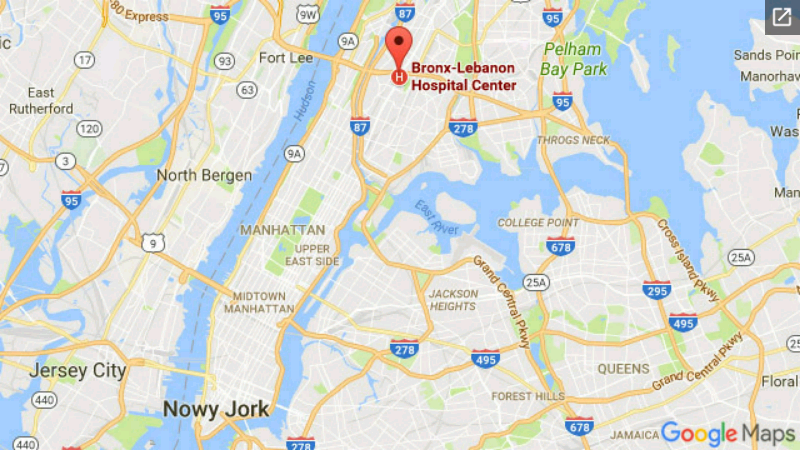 80 Express
95
9W
87
9A
Fort Lee
17
93
63
East
Rutherford
120
3
95
North Bergen
9A
Hudson
87
Bronx-Lebanon
Hospital Center
278
Pelham
Bay Park
95
THROGS NECK
Sands Poin
Manorhav
Po
Was
Man
9
MANHATTAN
UPPER
EAST SIDE
East River
COLLEGE POINT
678
Cross Island Pkwy
25A
25A
295
495
MIDTOWN
MANHATTAN
JACKSON
HEIGHTS
Grand Central Pkwy
278
495
QUEENS
Grand Central Pkwy
Floral
Jersey City
440
Nowy Jork
FOREST HILLS
678
440
278
JAMAICA
Google Maps